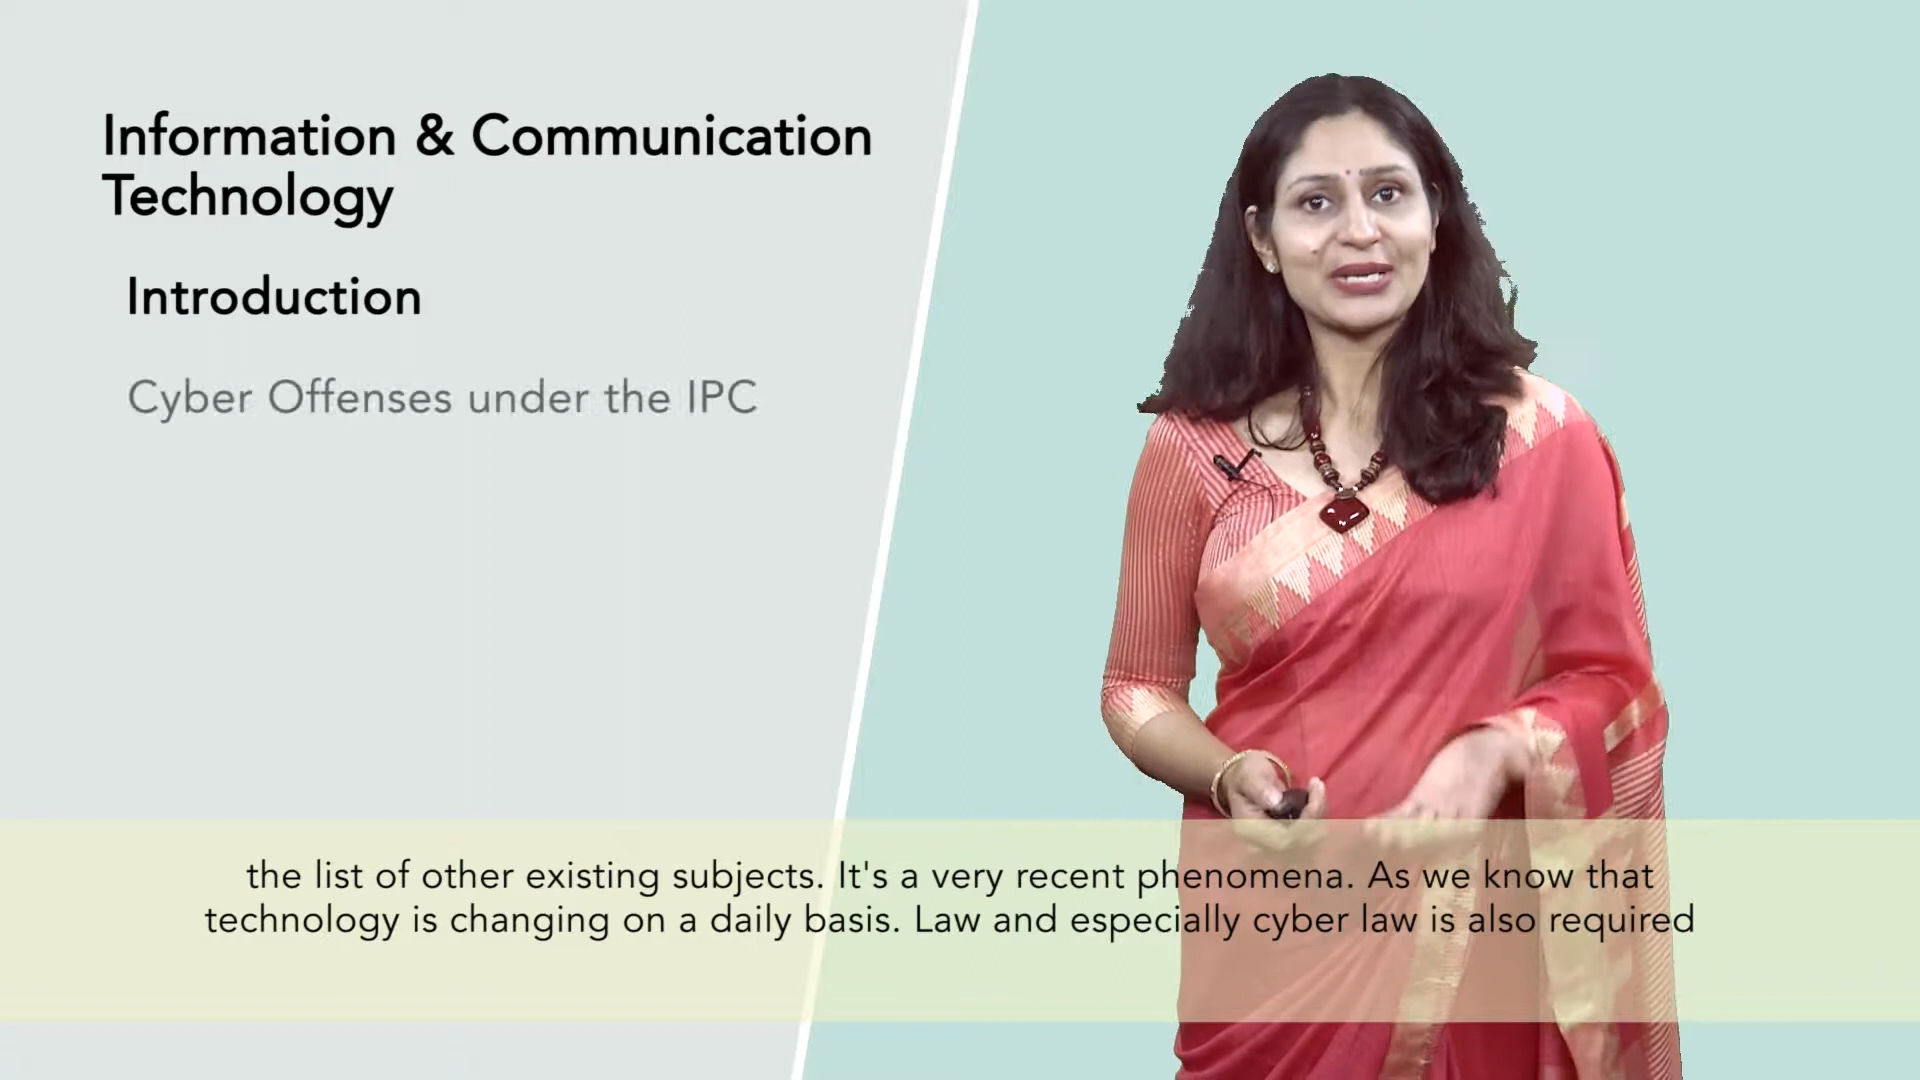 Information & Communication
Technology
Introduction
Cyber Offenses under the IPC
the list of other existing subjects. It's a very recent phenomena. As we know that
technology is changing on a daily basis. Law and especially cyber law is also required